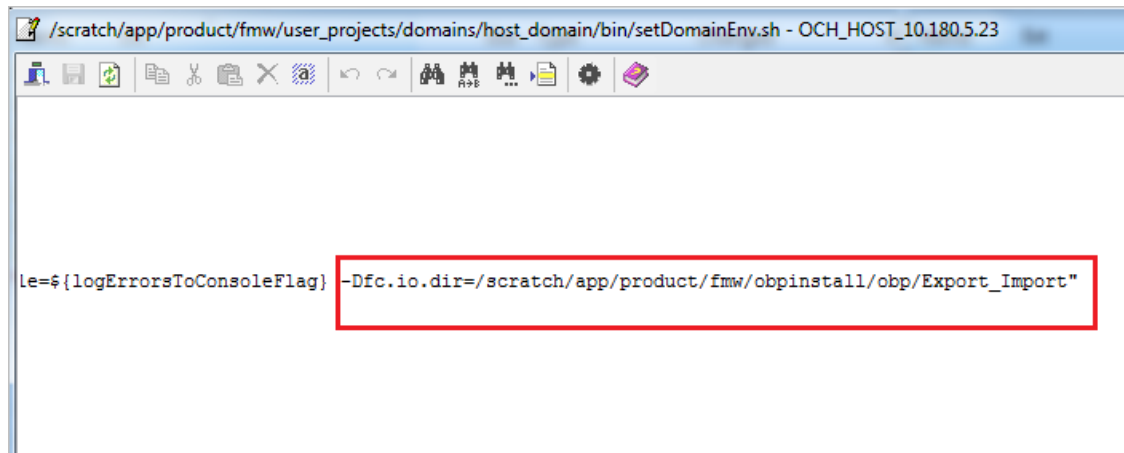 /scratch/app/product/fmw/user_projects/domains/host_domain/bin/setDomainEnv.sh - OCH_HOST_10.180.5.23
le=${logErrorsToConsoleFlag} -Dfc.io.dir=/scratch/app/product/fmw/obpinstall/obp/Export_Import"